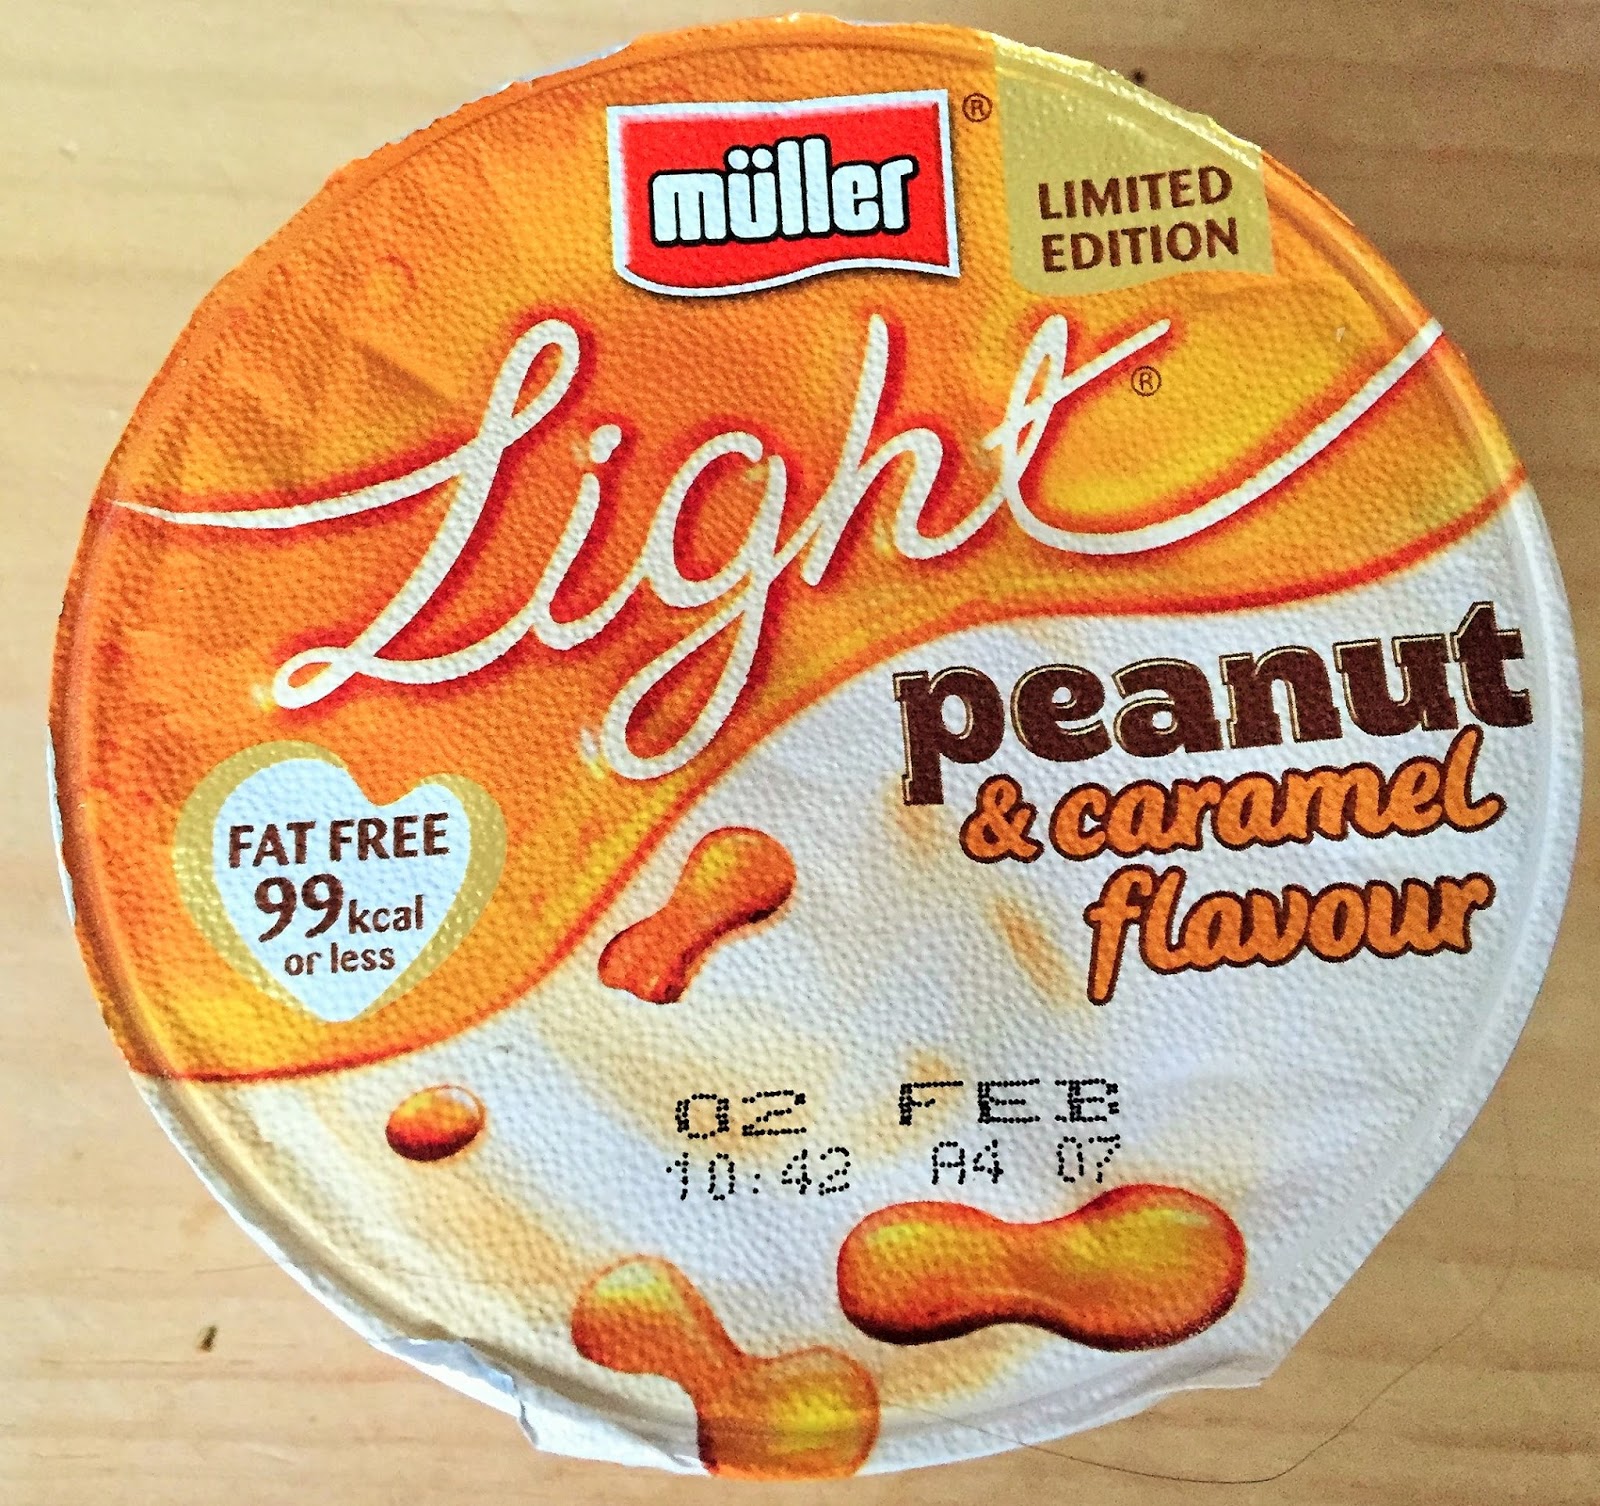 müller®
LIMITED
EDITION
Light®
peanut
& caramel
flavour
FAT FREE
99kcal
or less
02 FEB
10:42 A4 07